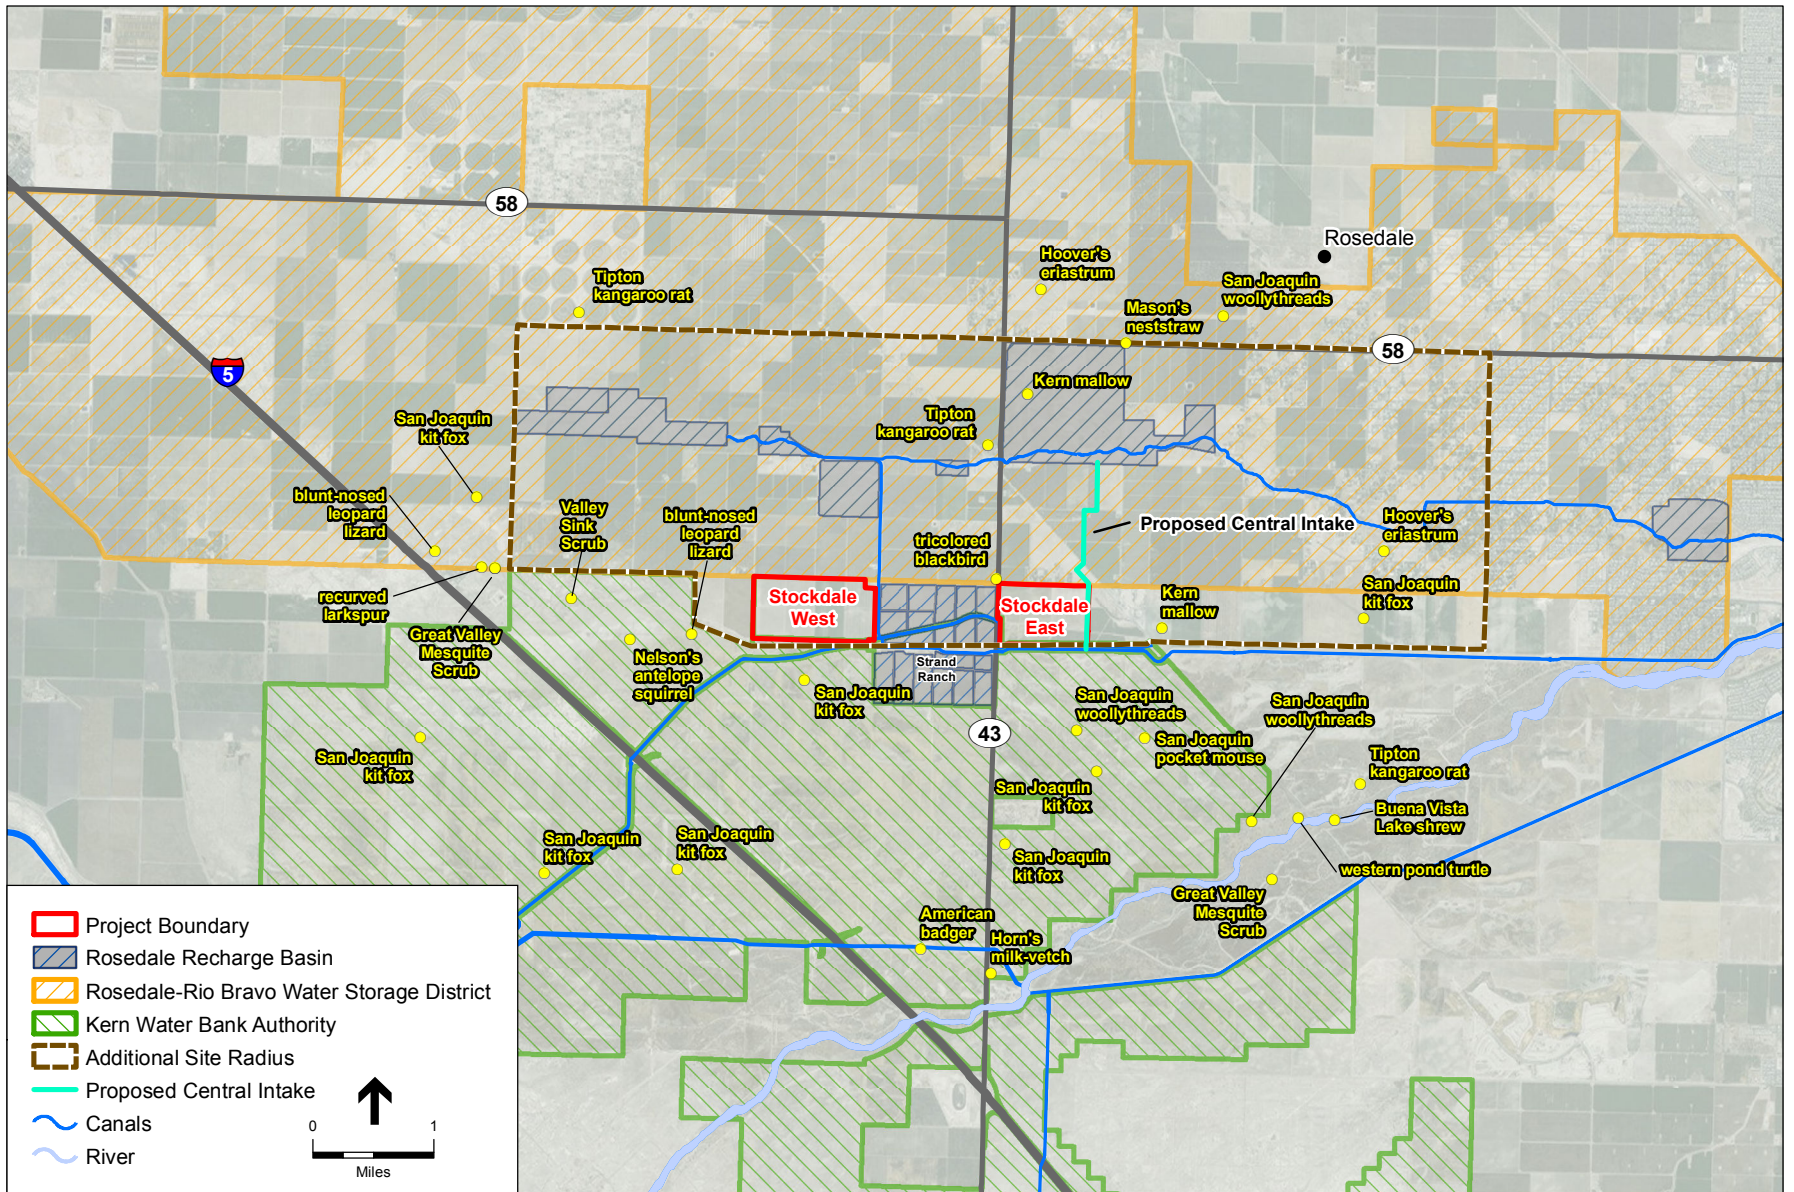 58
Rosedale
Hoover's
eriastrum
Tipton
kangaroo rat
San Joaquin
woollythreads
Mason's
neststraw
58
5
Kern mallow
San Joaquin
kit fox
Tipton
kangaroo rat
blunt-nosed
leopard
lizard
Valley
Sink
Scrub
blunt-nosed
leopard
lizard
Proposed Central Intake
Hoover's
eriastrum
tricolored
blackbird
recurved
larkspur
Stockdale
West
Stockdale
East
Kern
mallow
San Joaquin
kit fox
Great Valley
Mesquite
Scrub
Nelson's
antelope
squirrel
Strand
Ranch
San Joaquin
kit fox
San Joaquin
woollythreads
San Joaquin
woollythreads
43
San Joaquin
pocket mouse
San Joaquin
kit fox
Tipton
kangaroo rat
San Joaquin
kit fox
Buena Vista
Lake shrew
San Joaquin
kit fox
San Joaquin
kit fox
San Joaquin
kit fox
western pond turtle
Great Valley
Mesquite
Scrub
American
badger
Horn's
milk-vetch
Project Boundary
Rosedale Recharge Basin
Rosedale-Rio Bravo Water Storage District
Kern Water Bank Authority
Additional Site Radius
Proposed Central Intake
Canals
River
0 1
Miles